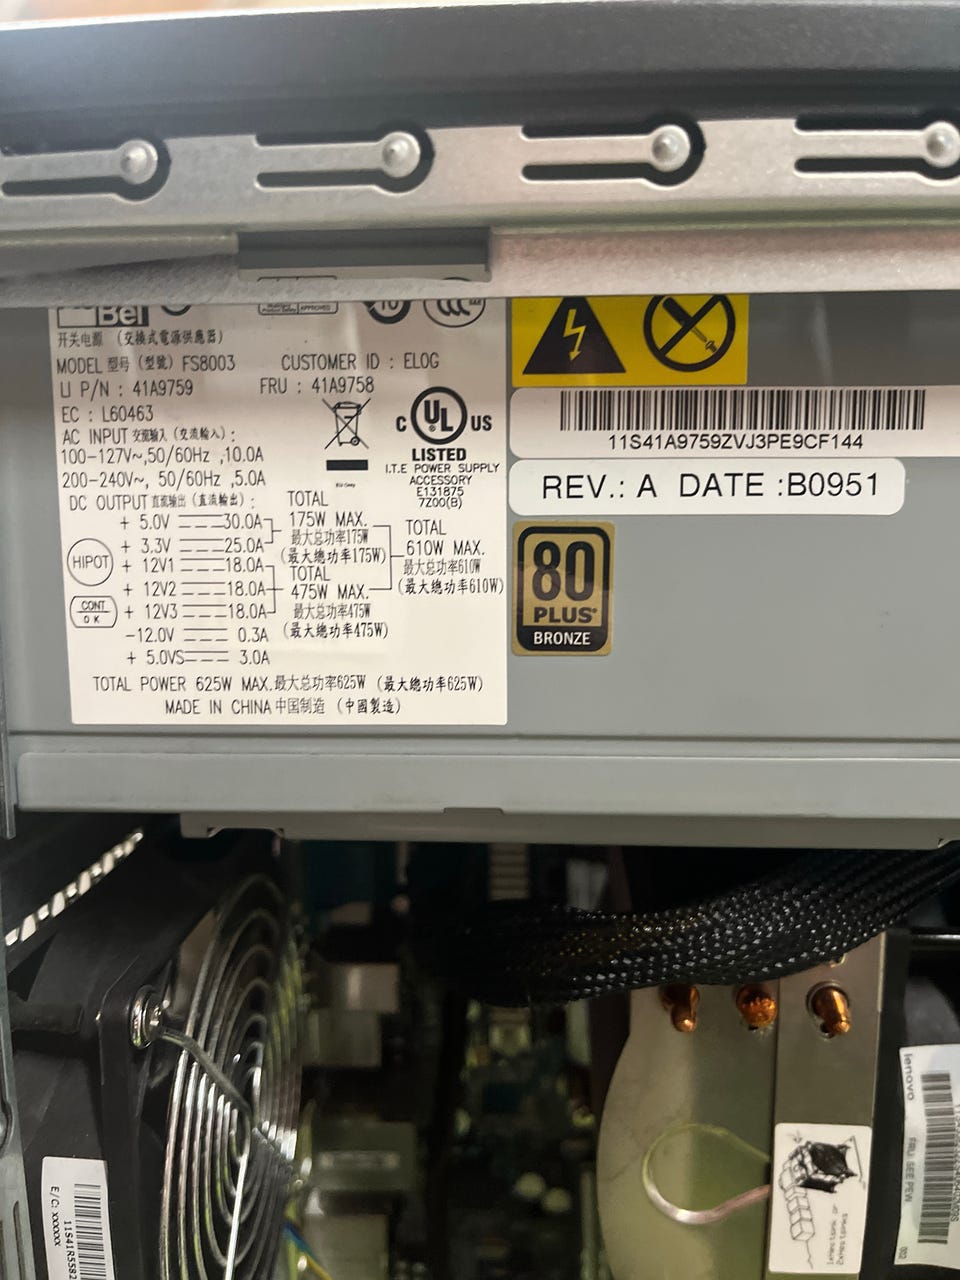 Bel
开关电源 (交換式電源供應器)
MODEL 型号 (型號) FS8003 CUSTOMER ID : ELOG
LI P/N : 41A9759 FRU : 41A9758
EC : L60463
AC INPUT 交流输入 (交流輸入) :
100-127V~,50/60Hz ,10.0A
200-240V~, 50/60Hz ,5.0A
DC OUTPUT 直流输出 (直流輸出) :
+ 5.0V 30.0A
+ 3.3V 25.0A
+ 12V1 18.0A
+ 12V2 18.0A
+ 12V3 18.0A
-12.0V 0.3A
+ 5.0VS 3.0A
TOTAL
175W MAX.
最大总功率175W
(最大總功率175W)
TOTAL
475W MAX.
最大总功率475W
(最大總功率475W)
TOTAL
610W MAX.
最大总功率610W
(最大總功率610W)
HIPOT
CONT
OK
TOTAL POWER 625W MAX.最大总功率625W (最大總功率625W)
MADE IN CHINA 中国制造 (中國製造)
10
C UL US
LISTED
I.T.E POWER SUPPLY
ACCESSORY
E131875
7Z00(B)
11S41A9759ZVJ3PE9CF144
REV.: A DATE :B0951
80
PLUS
BRONZE
lenovo
E/C: XXXXXX